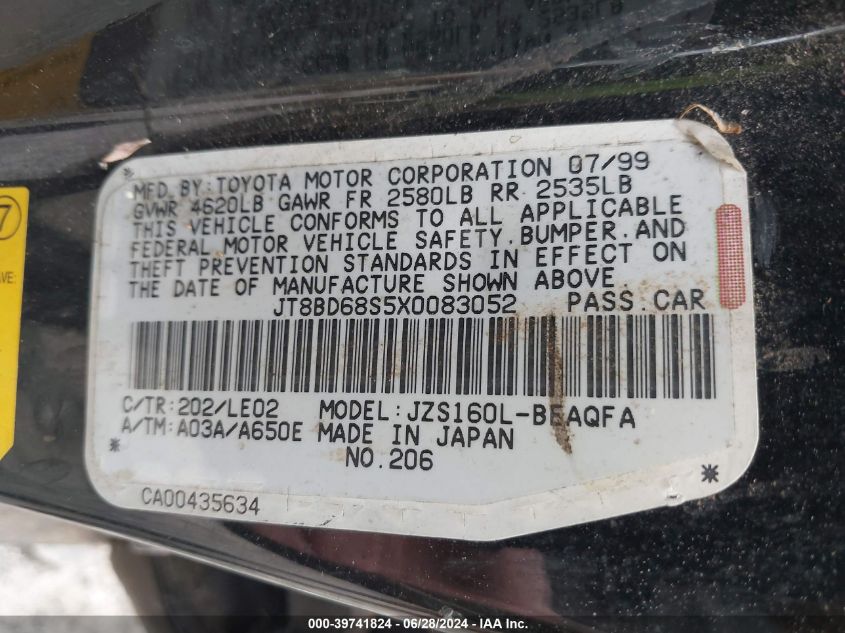 MFD. BY: TOYOTA MOTOR CORPORATION 07/99
GVWR 4620LB GAWR FR 2580LB RR 2535LB
THIS VEHICLE CONFORMS TO ALL APPLICABLE
FEDERAL MOTOR VEHICLE SAFETY, BUMPER, AND
THEFT PREVENTION STANDARDS IN EFFECT ON
THE DATE OF MANUFACTURE SHOWN ABOVE.
JT8BD68S5X0083052 PASS. CAR
C/TR: 202/LE02 MODEL: JZS160L-BEAQFA
A/TM: A03A/A650E MADE IN JAPAN
NO. 206
CA00435634
7
000-39741824 - 06/28/2024 - IAA Inc.